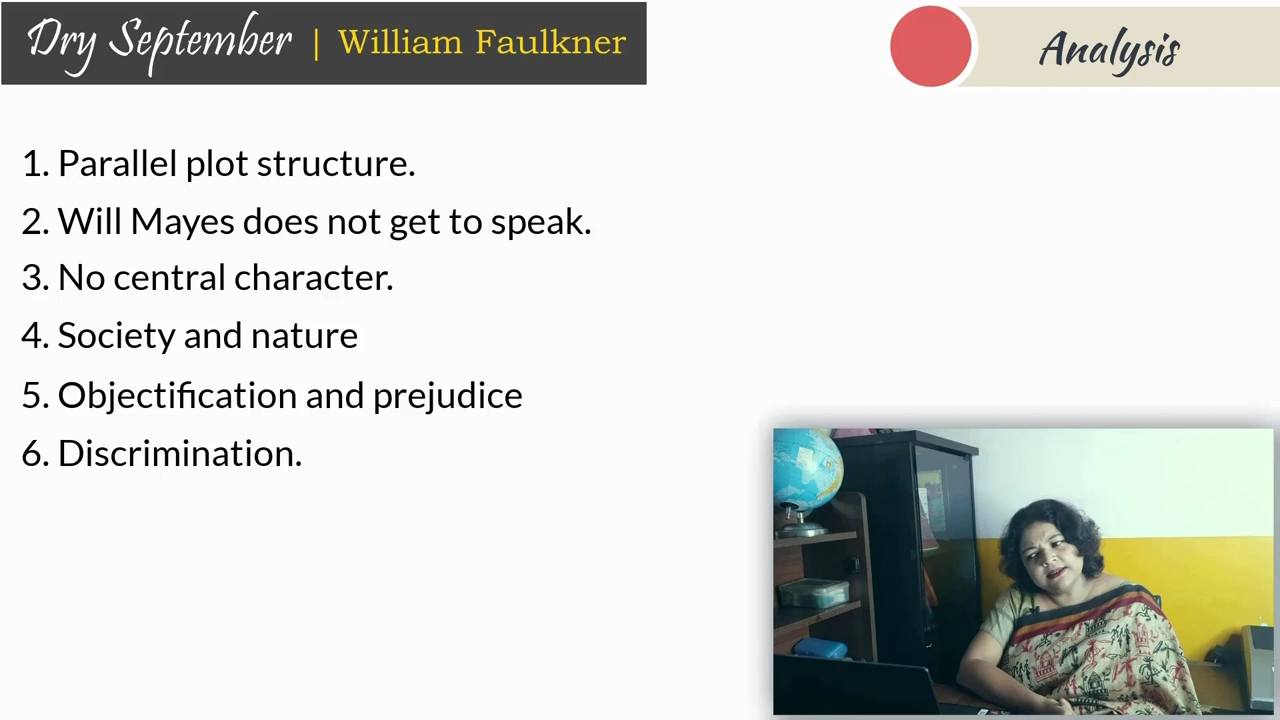 Dry September | William Faulkner
Analysis
1. Parallel plot structure.
2. Will Mayes does not get to speak.
3. No central character.
4. Society and nature
5. Objectification and prejudice
6. Discrimination.